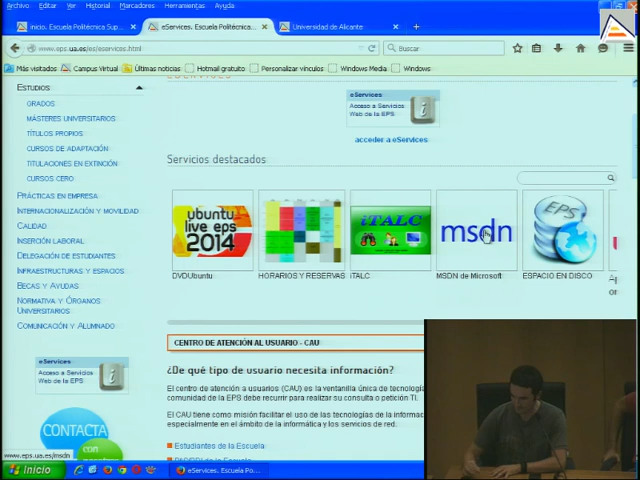 Archivo Editar Ver Historial Marcadores Herramientas Ayuda
inicio. Escuela Politécnica Sup... eServices. Escuela Politécnica... Universidad de Alicante
www.eps.ua.es/es/eservices.html Buscar
Más visitados Campus Virtual Últimas noticias Hotmail gratuito Personalizar vínculos Windows Media Windows
ESTUDIOS
GRADOS
MÁSTERES UNIVERSITARIOS
TÍTULOS PROPIOS
CURSOS DE ADAPTACIÓN
TITULACIONES EN EXTINCIÓN
CURSOS CERO
PRÁCTICAS EN EMPRESA
INTERNACIONALIZACIÓN Y MOVILIDAD
CALIDAD
INSERCIÓN LABORAL
DELEGACIÓN DE ESTUDIANTES
INFRAESTRUCTURAS Y ESPACIOS
BECAS Y AYUDAS
NORMATIVA Y ÓRGANOS
UNIVERSITARIOS
COMUNICACIÓN Y ALUMNADO
eServices
Acceso a Servicios
Web de la EPS
CONTACTA
con
eServices
Acceso a Servicios
Web de la EPS
acceder a eServices
Servicios destacados
ubuntu
live eps
2014
iTALC
msdn
EPS
DVDUbuntu
HORARIOS Y RESERVAS
iTALC
MSDN de Microsoft
ESPACIO EN DISCO
CENTRO DE ATENCIÓN AL USUARIO - CAU
¿De qué tipo de usuario necesita información?
El centro de atención a usuarios (CAU) es la ventanilla única de tecnología
comunidad de la EPS debe recurrir para realizar su consulta o petición TI.
El CAU tiene como misión facilitar el uso de las tecnologías de la informac
especialmente en el ámbito de la informática y los servicios de red.
Estudiantes de la Escuela
www.eps.ua.es/msdn
Inicio eServices. Escuela Po...